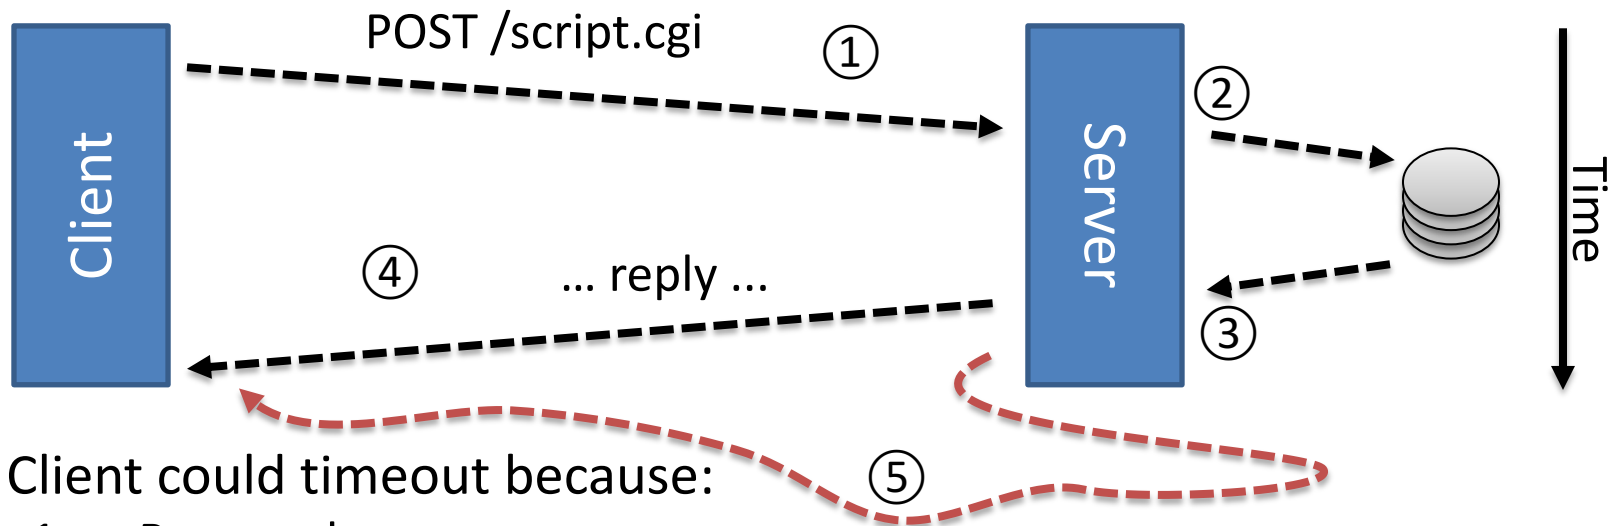 POST /script.cgi
①
②
Client
Server
Time
④
... reply ...
③
Client could timeout because:
⑤